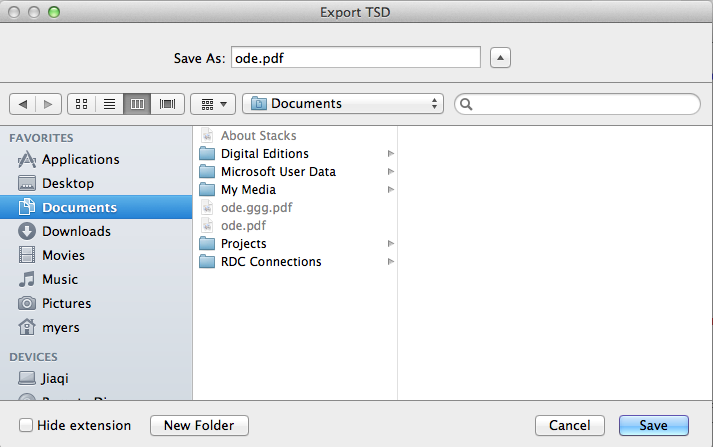 Export TSD
Save As: ode.pdf
Documents
FAVORITES
Applications
Desktop
Documents
Downloads
Movies
Music
Pictures
myers
DEVICES
Jiaqi
About Stacks
Digital Editions
Microsoft User Data
My Media
ode.ggg.pdf
ode.pdf
Projects
RDC Connections
Hide extension
New Folder
Cancel
Save